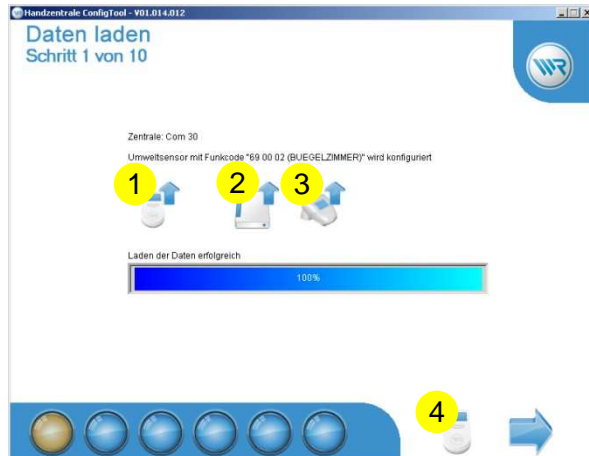 Handzentrale ConfigTool - V01.014.012
Daten laden
Schritt 1 von 10
WR
Zentrale: Com 30
Umweltsensor mit Funkcode "69 00 02 (BUEGELZIMMER)" wird konfiguriert
1
2
3
Laden der Daten erfolgreich
100%
4